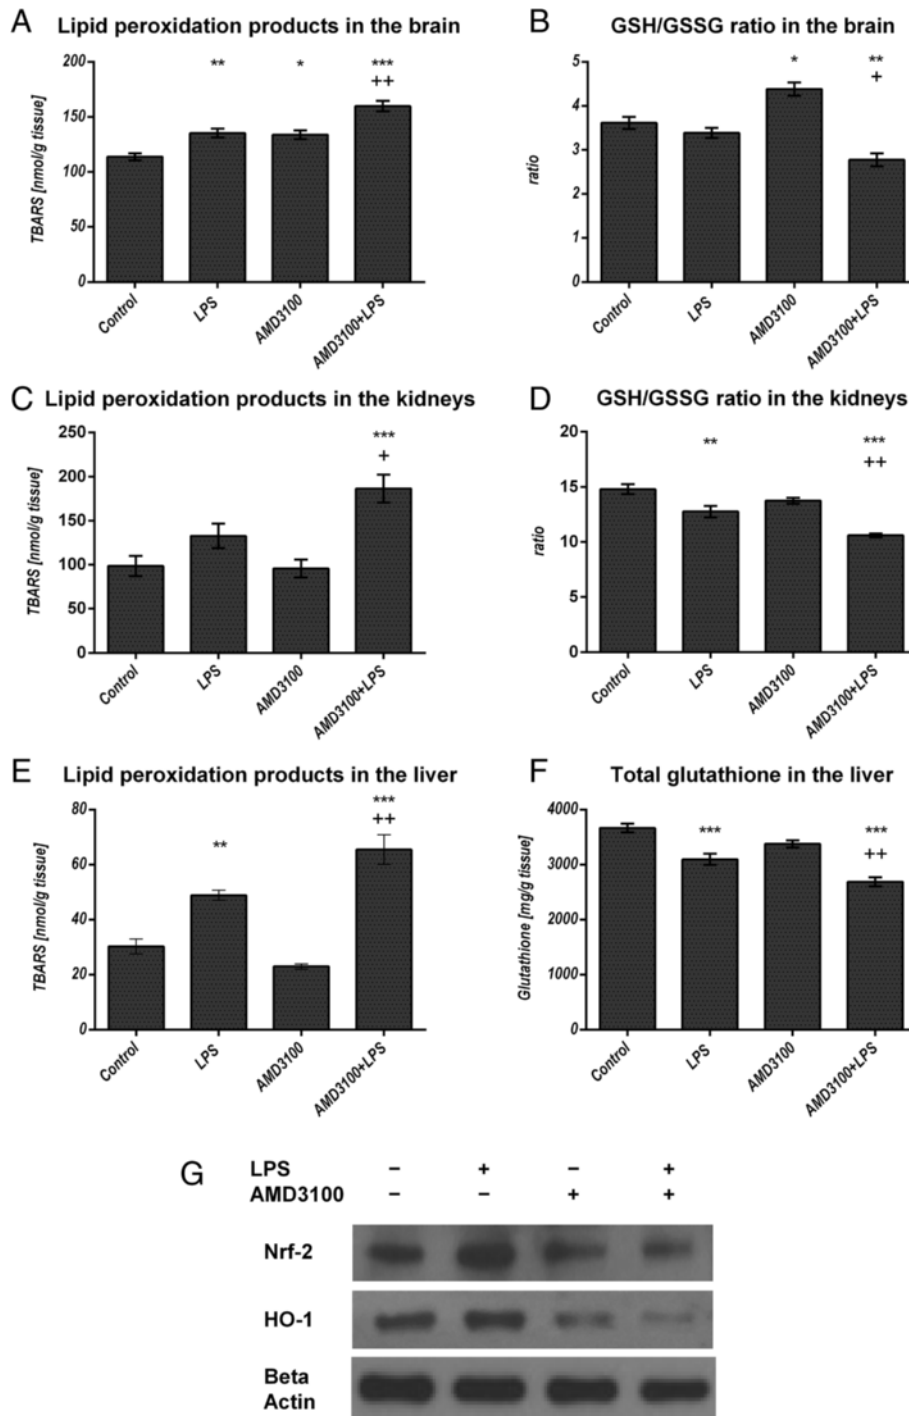 A Lipid peroxidation products in the brain
**
*
***
++
TBARS [nmol/g tissue]
200
150
100
50
0
Control
LPS
AMD3100
AMD3100+LPS
B GSH/GSSG ratio in the brain
*
**
+
ratio
5
4
3
2
1
0
Control
LPS
AMD3100
AMD3100+LPS
C Lipid peroxidation products in the kidneys
***
+
TBARS [nmol/g tissue]
250
200
150
100
50
0
Control
LPS
AMD3100
AMD3100+LPS
D GSH/GSSG ratio in the kidneys
**
***
++
ratio
20
15
10
5
0
Control
LPS
AMD3100
AMD3100+LPS
E Lipid peroxidation products in the liver
**
***
++
TBARS [nmol/g tissue]
80
60
40
20
0
Control
LPS
AMD3100
AMD3100+LPS
F Total glutathione in the liver
***
***
++
Glutathione [mg/g tissue]
4000
3000
2000
1000
0
Control
LPS
AMD3100
AMD3100+LPS
G
LPS − + − +
AMD3100 − − + +
Nrf-2
HO-1
Beta
Actin